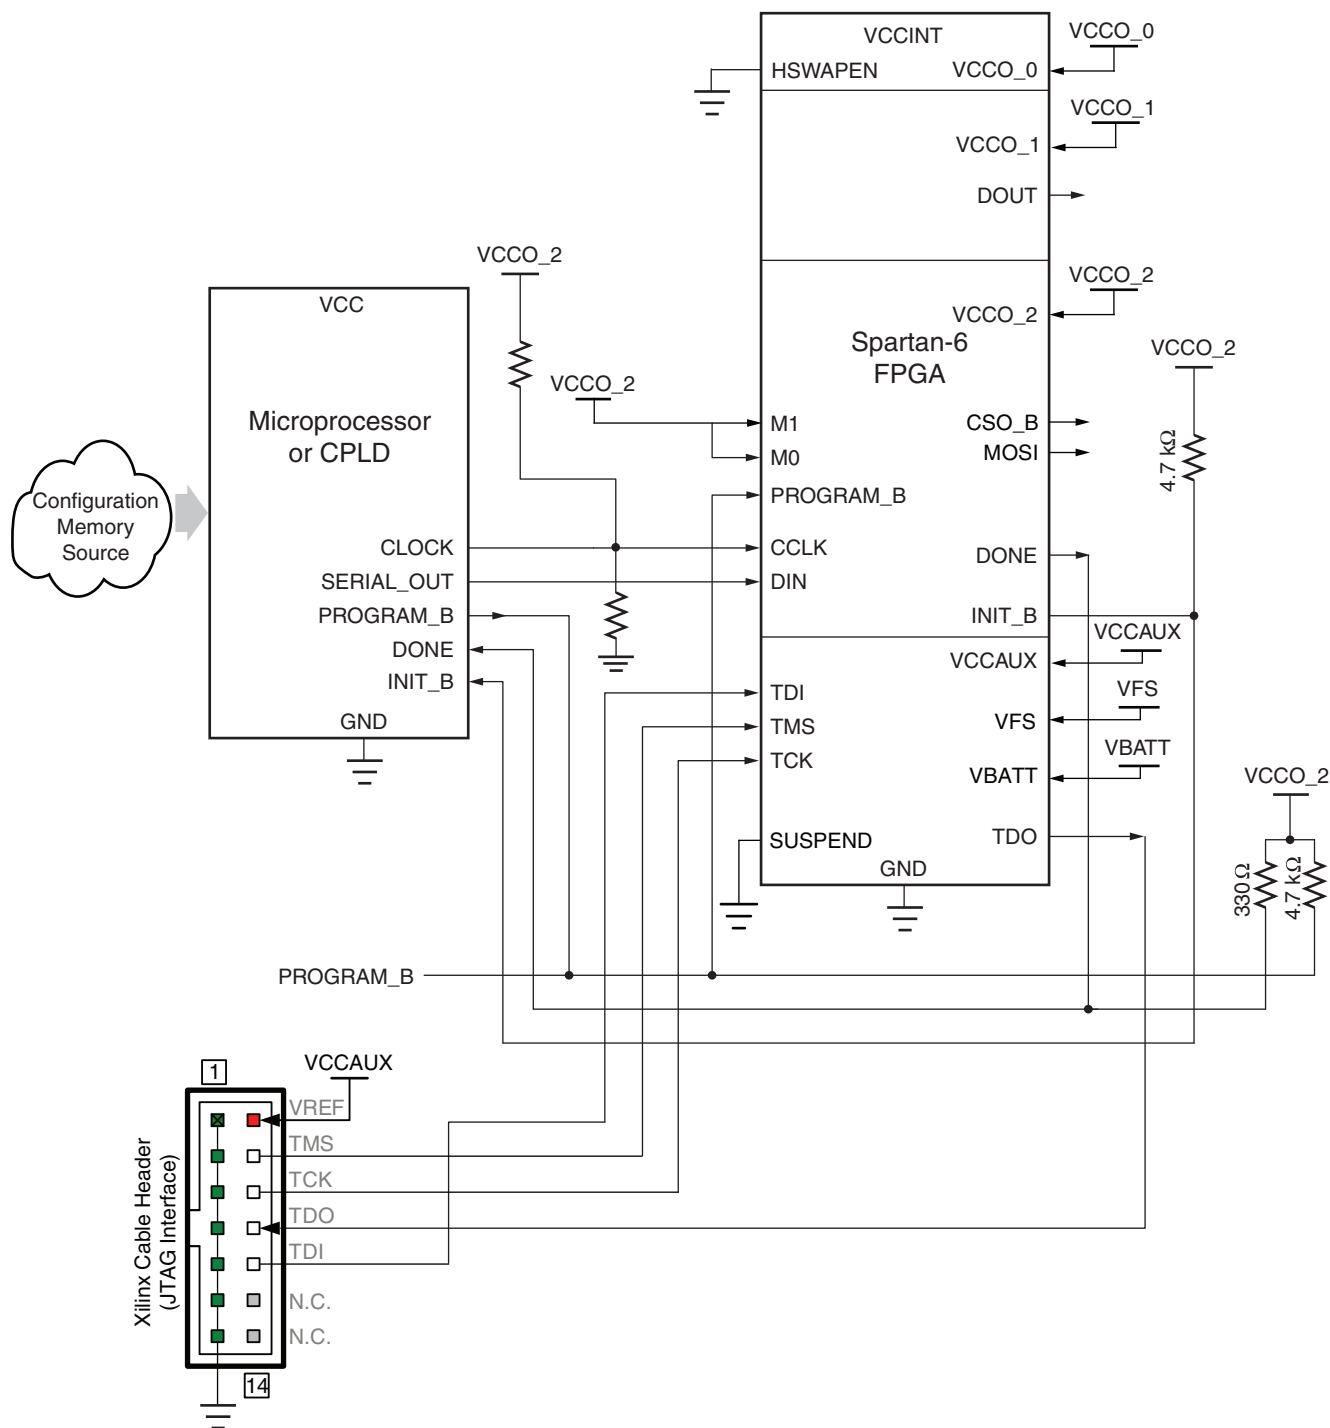 VCCINT
HSWAPEN
VCCO_0
VCCO_0
VCCO_1
VCCO_1
DOUT
VCCO_2
VCCO_2
VCCO_2
Spartan-6
FPGA
VCCO_2
VCCO_2
M1
M0
PROGRAM_B
CCLK
DIN
CSO_B
MOSI
4.7 kΩ
DONE
INIT_B
VCC
Microprocessor
or CPLD
Configuration
Memory
Source
CLOCK
SERIAL_OUT
PROGRAM_B
DONE
INIT_B
GND
VCCAUX
VCCAUX
TDI
TMS
TCK
VFS
VFS
VBATT
VBATT
SUSPEND
TDO
GND
VCCO_2
330Ω
4.7 kΩ
PROGRAM_B
1
VCCAUX
VREF
TMS
TCK
TDO
TDI
N.C.
N.C.
Xilinx Cable Header
(JTAG Interface)
14